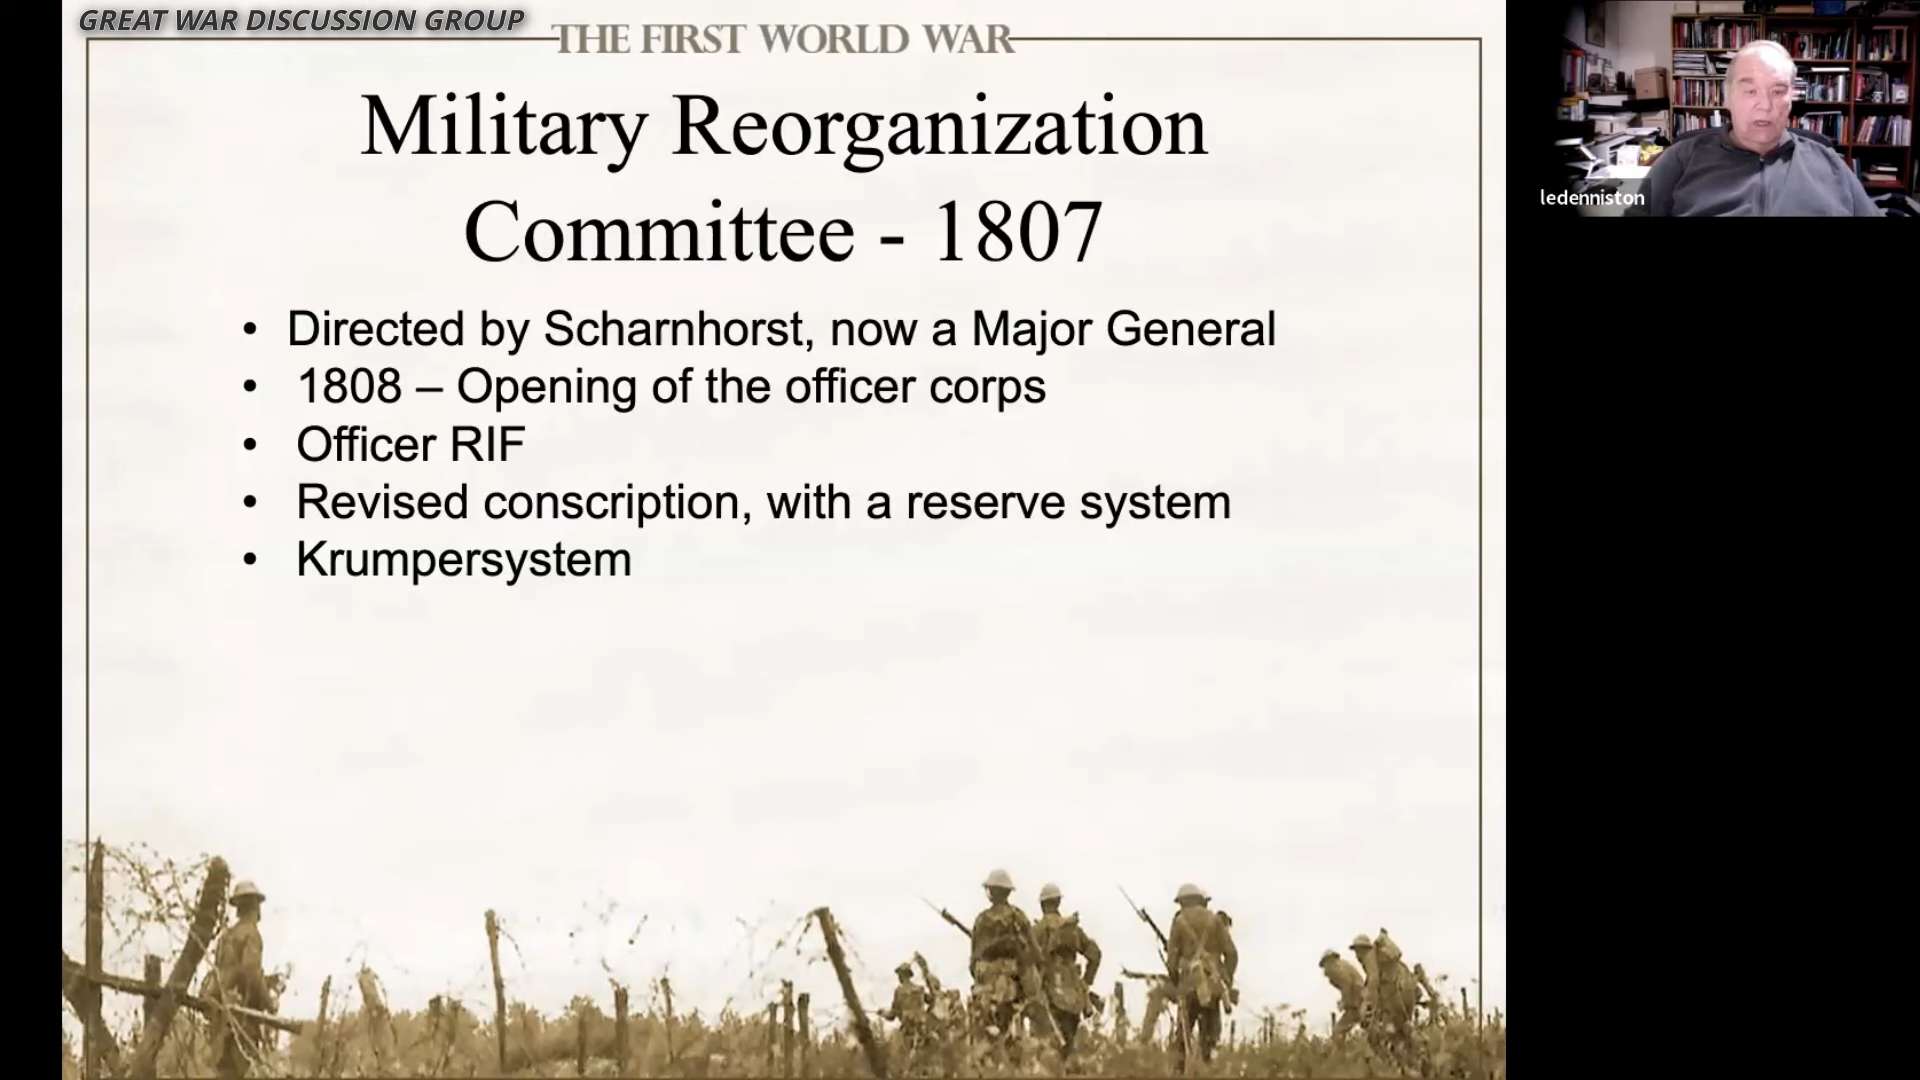 GREAT WAR DISCUSSION GROUP
THE FIRST WORLD WAR
Military Reorganization
Committee - 1807
• Directed by Scharnhorst, now a Major General
• 1808 – Opening of the officer corps
• Officer RIF
• Revised conscription, with a reserve system
• Krumpersystem
ledenniston